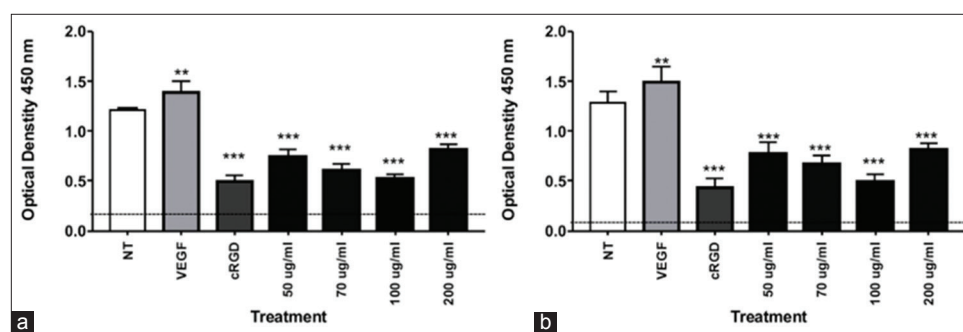 Optical Denstity 450 nm
2.0
1.5
1.0
0.5
0.0
**
***
***
***
***
***
NT
VEGF
cRGD
50 ug/ml
70 ug/ml
100 ug/ml
200 ug/ml
Treatment
a
Optical Denstity 450 nm
2.0
1.5
1.0
0.5
0.0
**
***
***
***
***
***
NT
VEGF
cRGD
50 ug/ml
70 ug/ml
100 ug/ml
200 ug/ml
Treatment
b